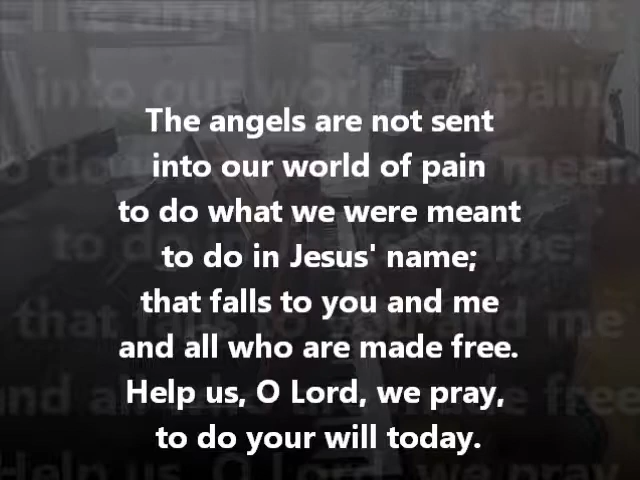 The angels are not sent
into our world of pain
to do what we were meant
to do in Jesus' name;
that falls to you and me
and all who are made free.
Help us, O Lord, we pray,
to do your will today.